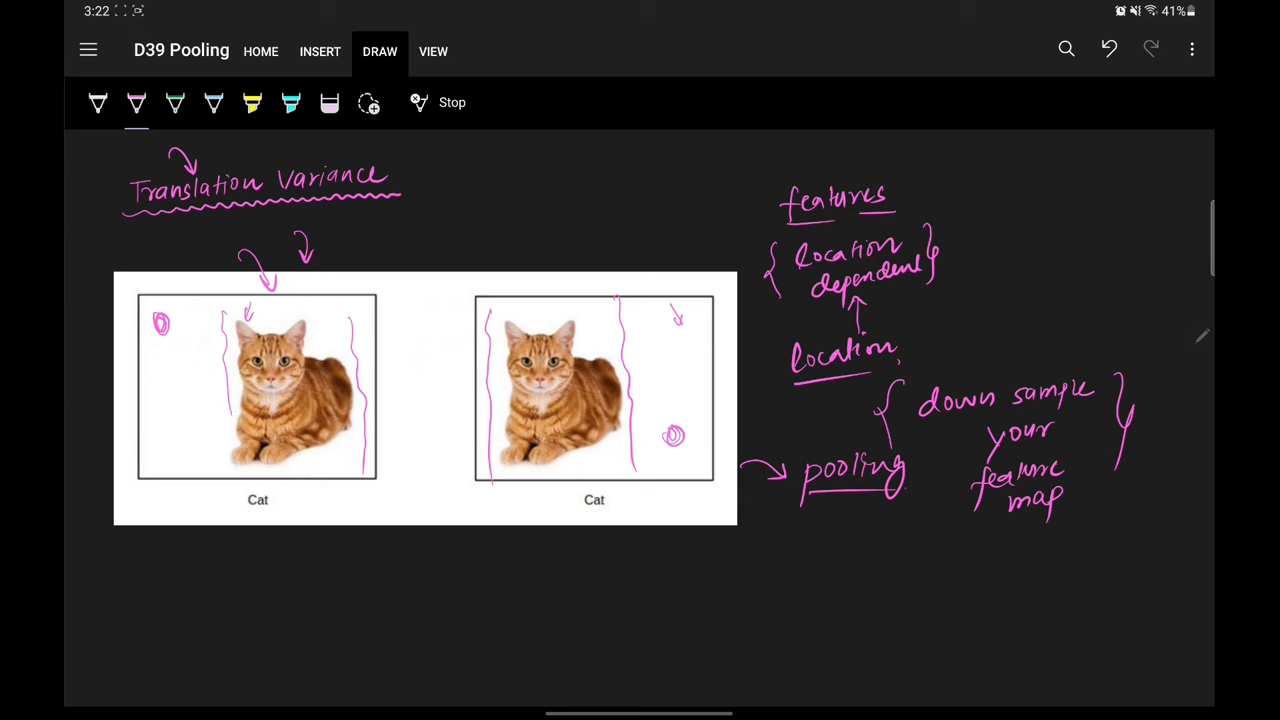 3:22
41%
D39 Pooling HOME INSERT DRAW VIEW
Stop
Translation Variance
features
location
dependent
location
down sample
your
feature
map
pooling
Cat
Cat